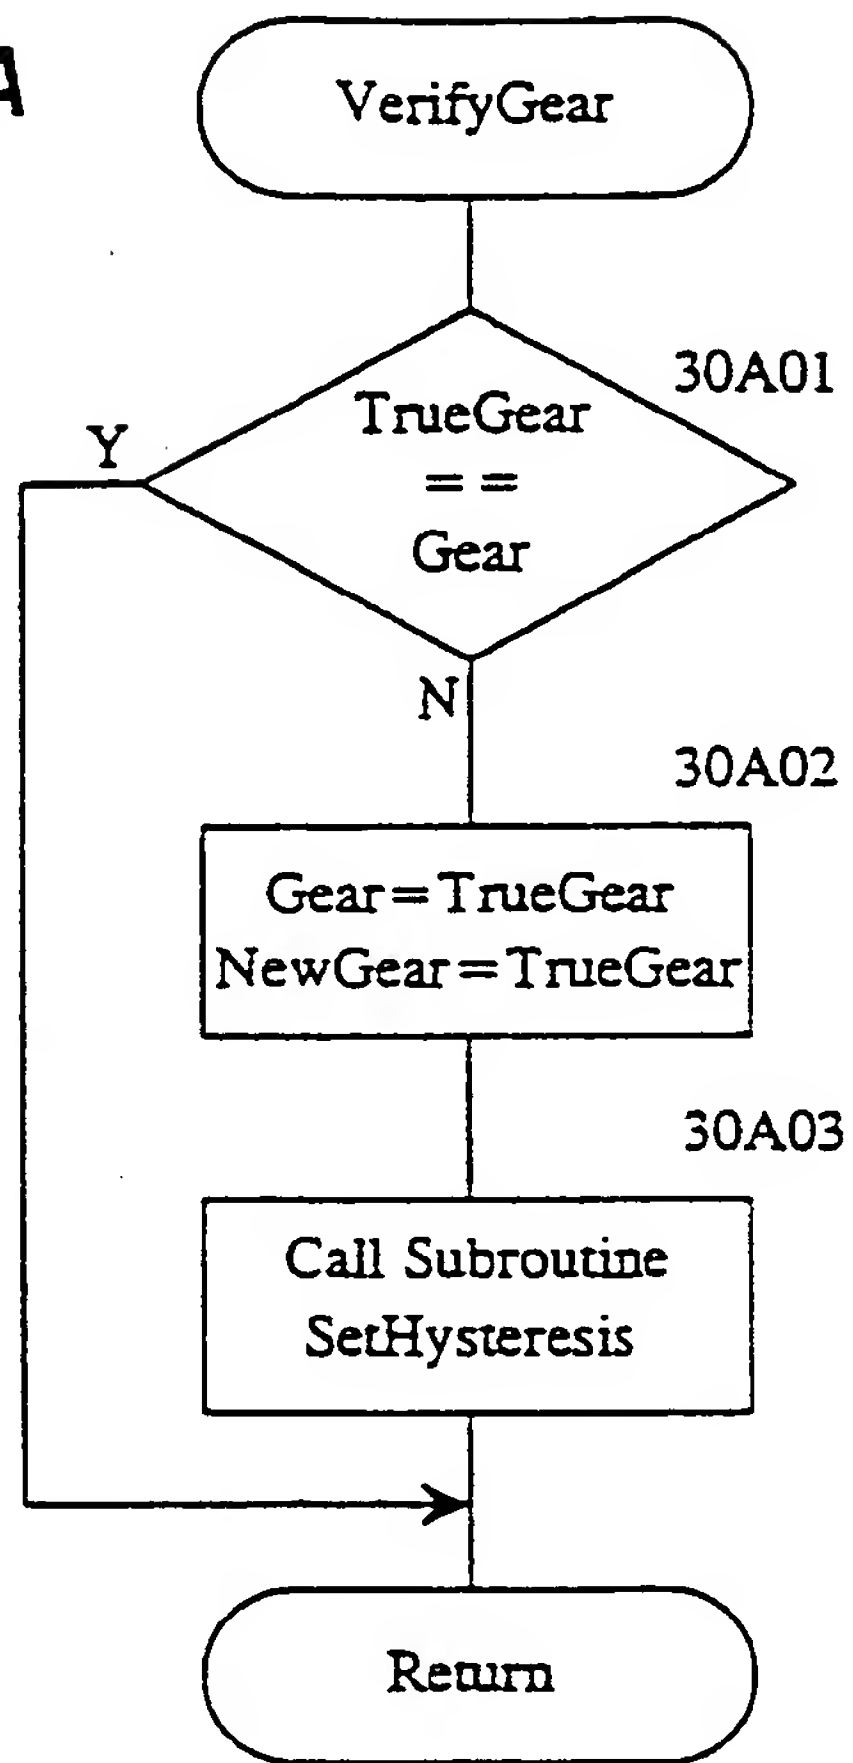 A
VerifyGear
30A01
TrueGear
==
Gear
Y
N
30A02
Gear=TrueGear
NewGear=TrueGear
30A03
Call Subroutine
SetHysteresis
Return